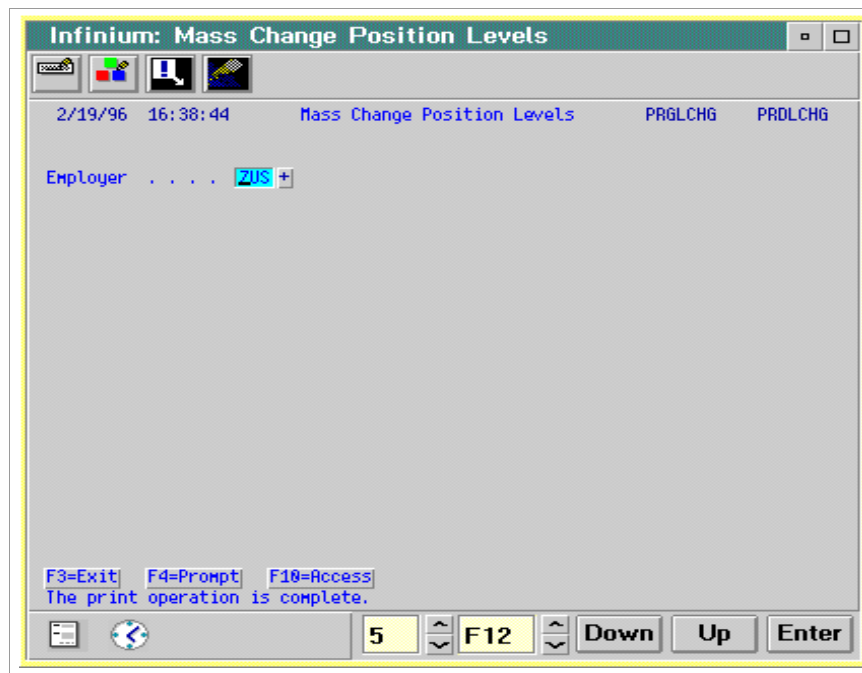 Infinium: Mass Change Position Levels
2/19/96 16:38:44 Mass Change Position Levels PRGLCHG PRDLCHG
Employer . . . . ZUS +
F3=Exit F4=Prompt F10=Access
The print operation is complete.
5 F12 Down Up Enter